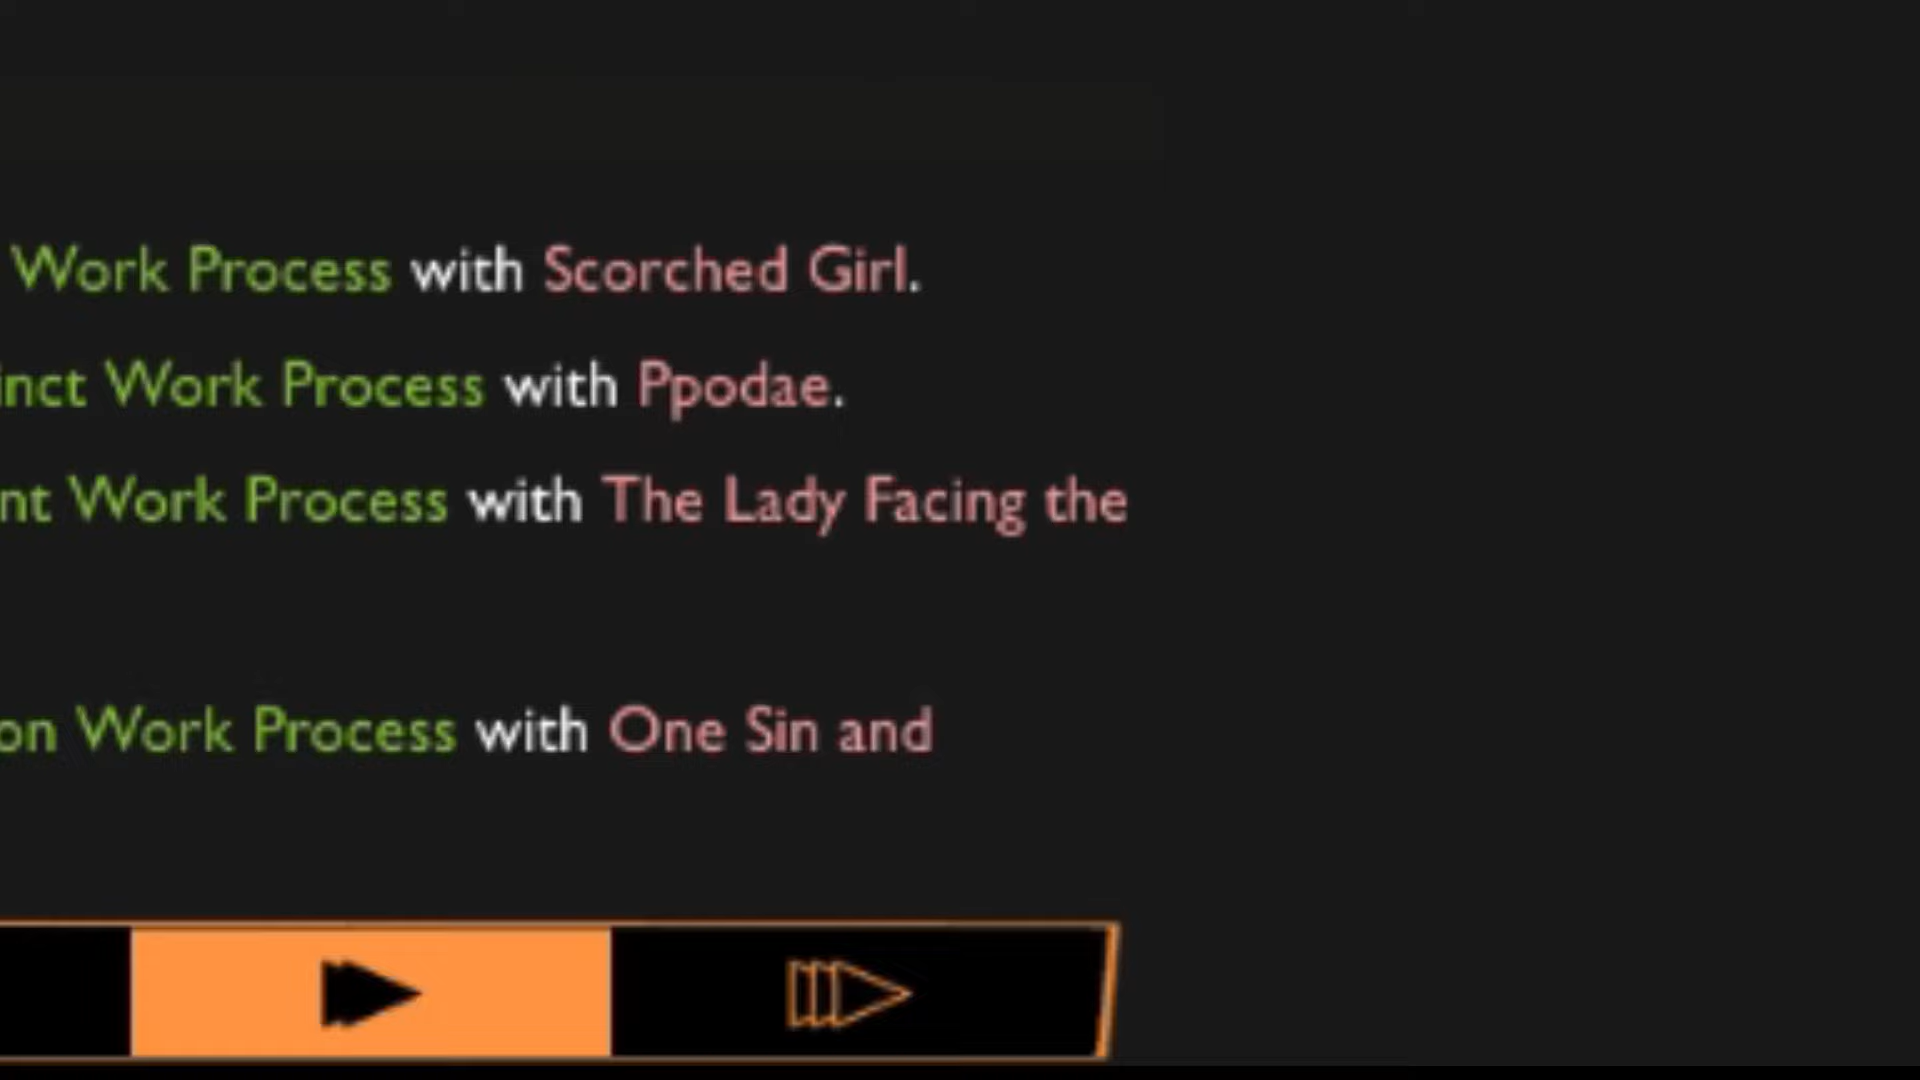 Work Process with Scorched Girl.
inct Work Process with Ppodae.
nt Work Process with The Lady Facing the
on Work Process with One Sin and